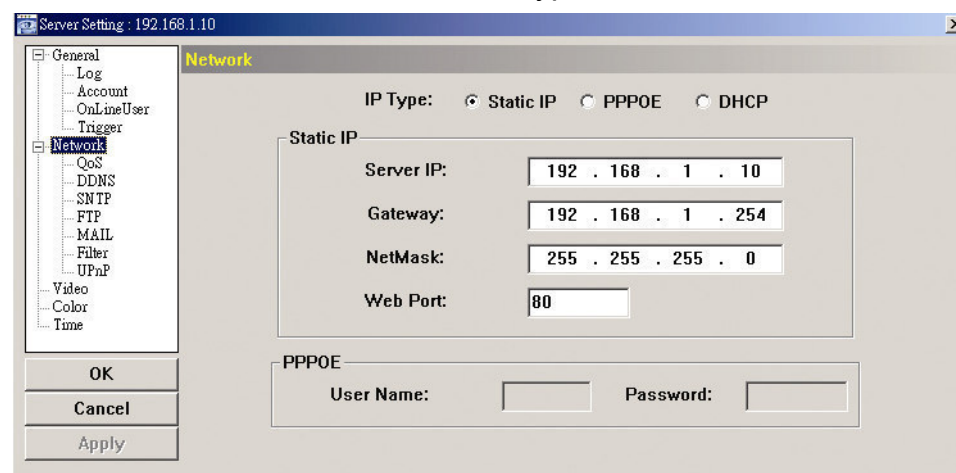 Server Setting : 192.168.1.10
General
Log
Account
OnLineUser
Trigger
Network
QoS
DDNS
SNTP
FTP
MAIL
Filter
UPnP
Video
Color
Time
OK
Cancel
Apply
Network
IP Type: Static IP PPPOE DHCP
Static IP
Server IP: 192 . 168 . 1 . 10
Gateway: 192 . 168 . 1 . 254
NetMask: 255 . 255 . 255 . 0
Web Port: 80
PPPOE
User Name: Password: